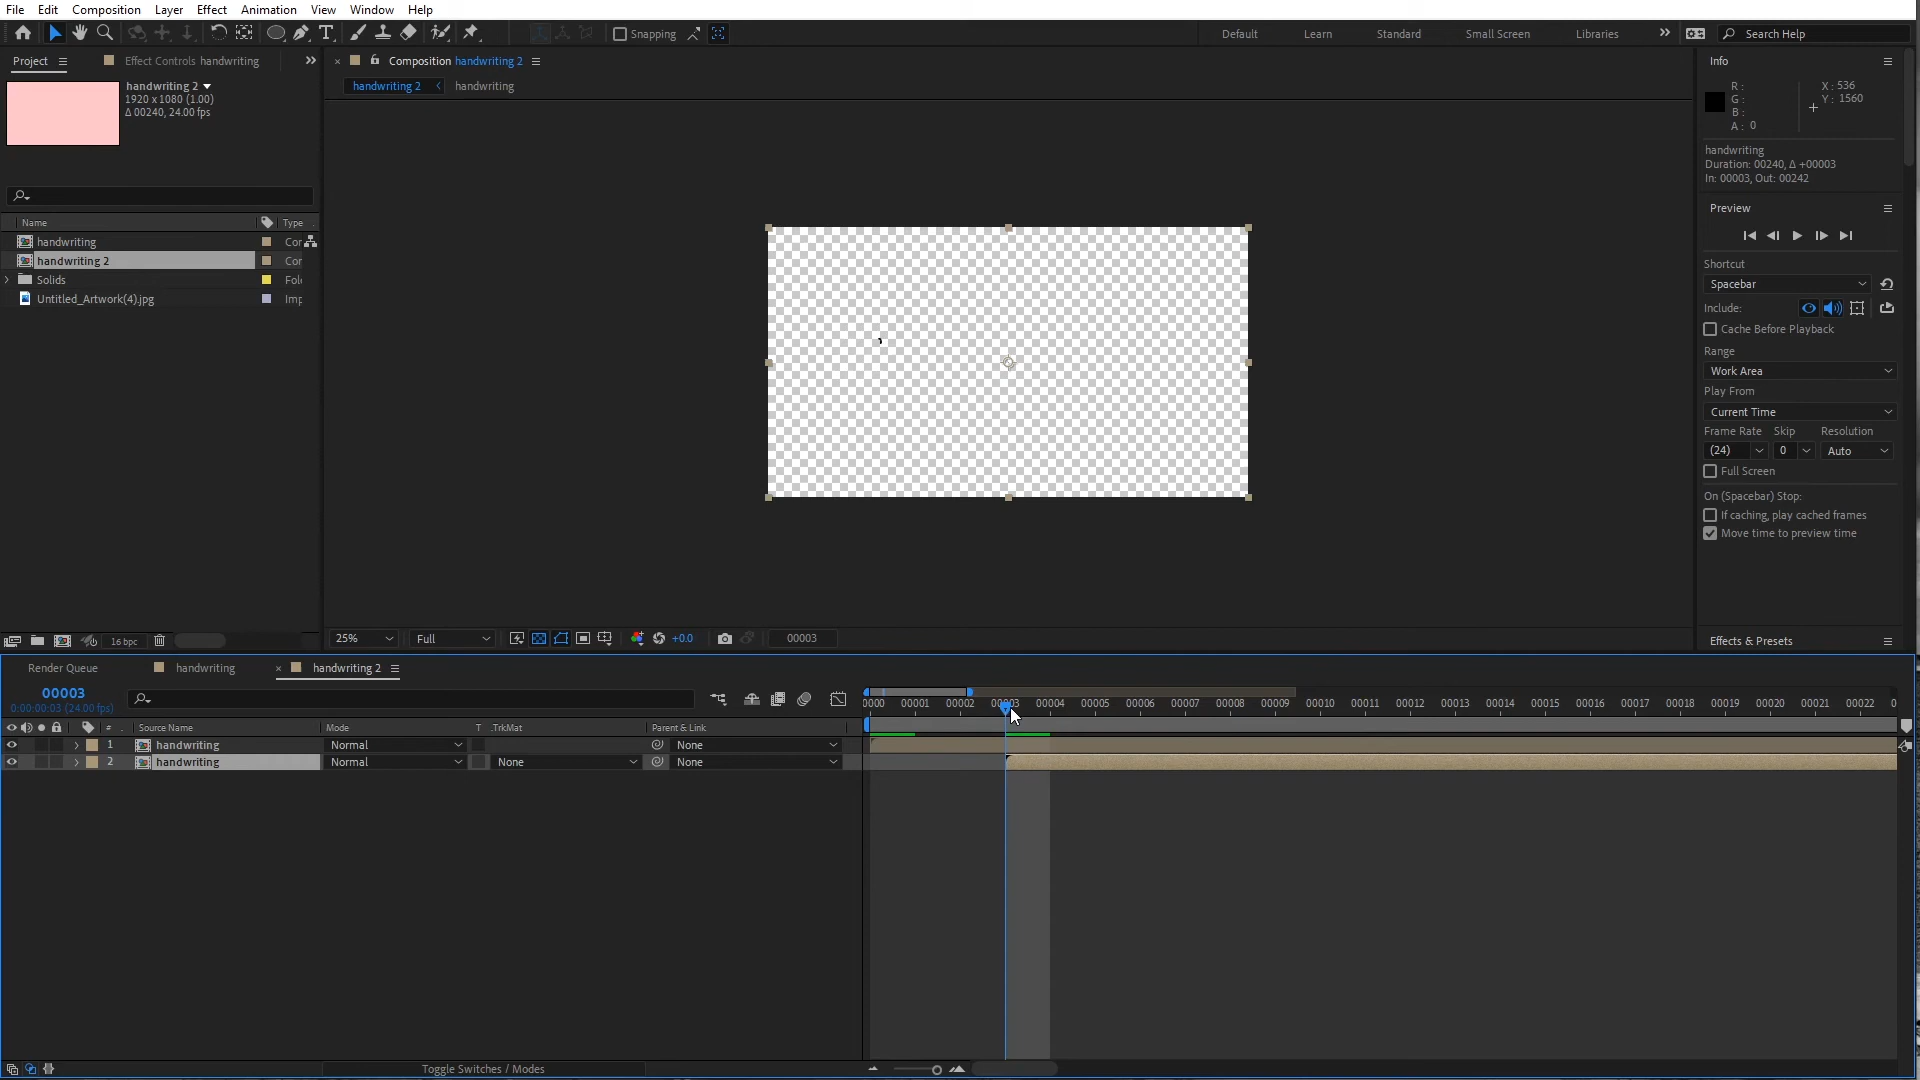 File Edit Composition Layer Effect Animation View Window Help
Snapping Default Learn Standard Small Screen Libraries Search Help
Project Effect Controls handwriting
handwriting 2
1920 x 1080 (1.00)
Δ 00240, 24.00 fps
Name Type
handwriting Cor
handwriting 2 Cor
Solids Fol
Untitled_Artwork(4).jpg Imp
16 bpc
Composition handwriting 2
handwriting 2 handwriting
25% Full +0.0 00003
Info
R: X: 536
G: Y: 1560
B:
A: 0
handwriting
Duration: 00240, Δ +00003
In: 00003, Out: 00242
Preview
Shortcut
Spacebar
Include:
Cache Before Playback
Range
Work Area
Play From
Current Time
Frame Rate Skip Resolution
(24) 0 Auto
Full Screen
On (Spacebar) Stop:
If caching, play cached frames
Move time to preview time
Effects & Presets
Render Queue handwriting handwriting 2
00003
0:00:00:03 (24.00 fps)
0000 00001 00002 00003 00004 00005 00006 00007 00008 00009 00010 00011 00012 00013 00014 00015 00016 00017 00018 00019 00020 00021 00022 0
# Source Name Mode T .TrkMat Parent & Link
1 handwriting Normal None
2 handwriting Normal None None
Toggle Switches / Modes